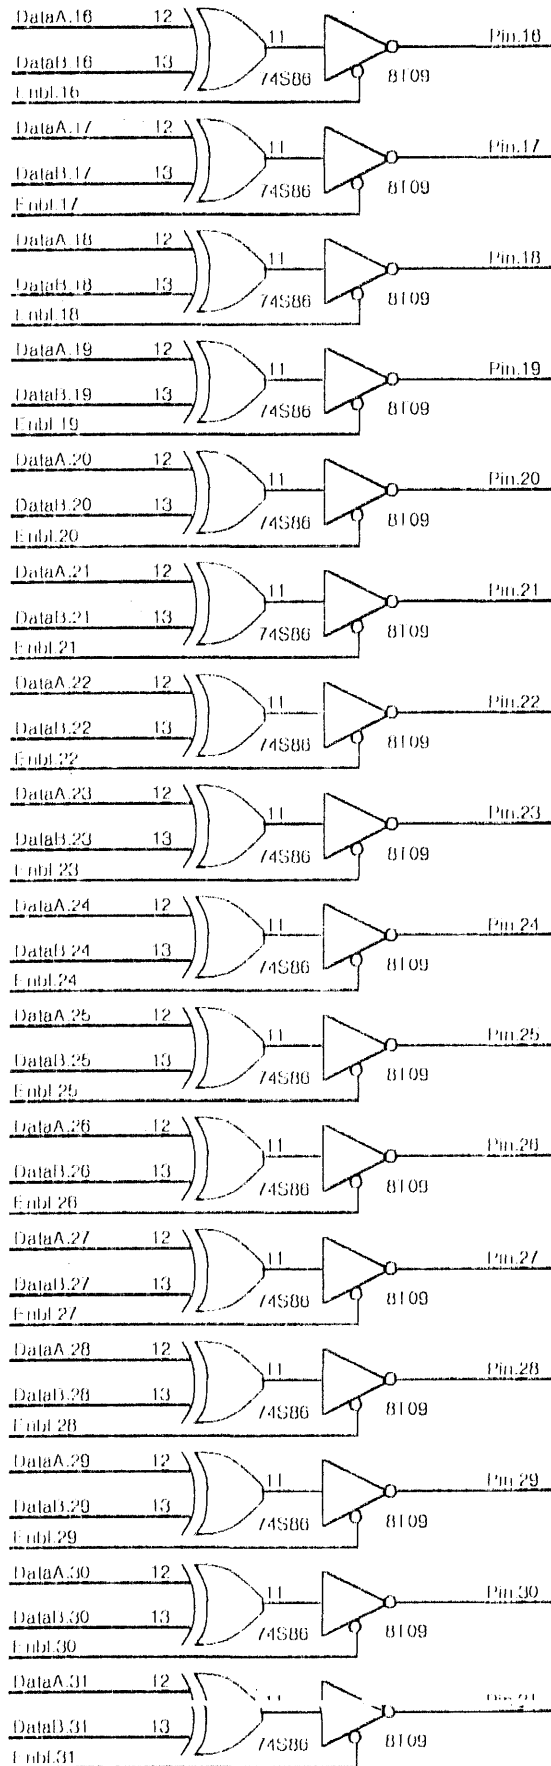 DataA.16 12
11 Pin.16
DataB.16 13 74S86 8T09
Enbl.16
DataA.17 12
11 Pin.17
DataB.17 13 74S86 8T09
Enbl.17
DataA.18 12
11 Pin.18
DataB.18 13 74S86 8T09
Enbl.18
DataA.19 12
11 Pin.19
DataB.19 13 74S86 8T09
Enbl.19
DataA.20 12
11 Pin.20
DataB.20 13 74S86 8T09
Enbl.20
DataA.21 12
11 Pin.21
DataB.21 13 74S86 8T09
Enbl.21
DataA.22 12
11 Pin.22
DataB.22 13 74S86 8T09
Enbl.22
DataA.23 12
11 Pin.23
DataB.23 13 74S86 8T09
Enbl.23
DataA.24 12
11 Pin.24
DataB.24 13 74S86 8T09
Enbl.24
DataA.25 12
11 Pin.25
DataB.25 13 74S86 8T09
Enbl.25
DataA.26 12
11 Pin.26
DataB.26 13 74S86 8T09
Enbl.26
DataA.27 12
11 Pin.27
DataB.27 13 74S86 8T09
Enbl.27
DataA.28 12
11 Pin.28
DataB.28 13 74S86 8T09
Enbl.28
DataA.29 12
11 Pin.29
DataB.29 13 74S86 8T09
Enbl.29
DataA.30 12
11 Pin.30
DataB.30 13 74S86 8T09
Enbl.30
DataA.31 12
11 Pin.31
DataB.31 13 74S86 8T09
Enbl.31